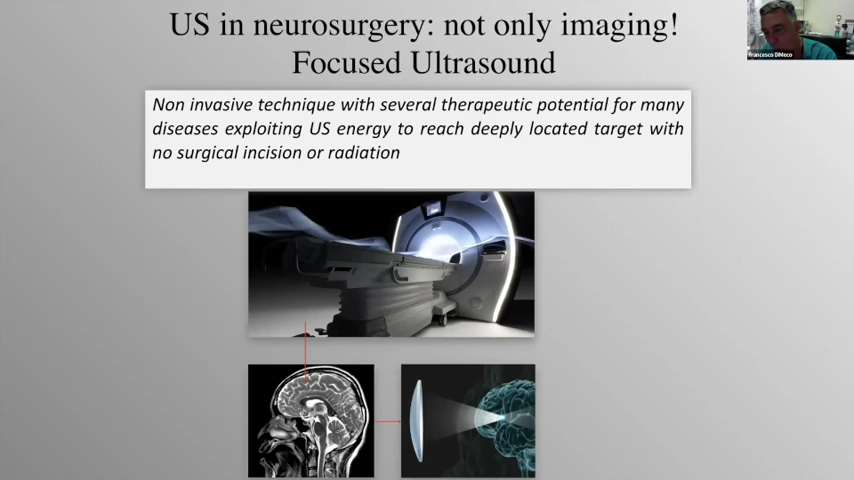 US in neurosurgery: not only imaging!
Focused Ultrasound
Non invasive technique with several therapeutic potential for many
diseases exploiting US energy to reach deeply located target with
no surgical incision or radiation
Francesco DiMeco